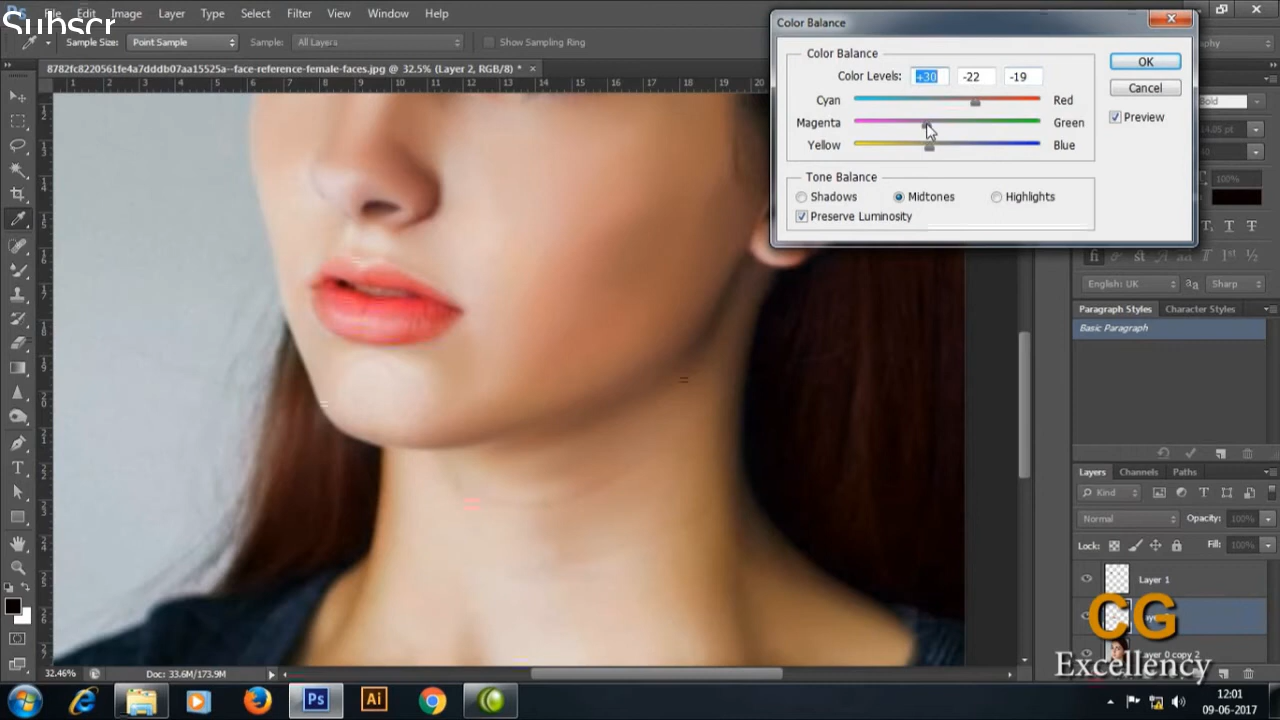 Subscr
File Edit Image Layer Type Select Filter View Window Help
Sample Size: Point Sample Sample: All Layers Show Sampling Ring
8782fc8220561fe4a7dddb07aa15525a--face-reference-female-faces.jpg @ 32.5% (Layer 2, RGB/8) *
Color Balance
Color Balance
Color Levels: +30 -22 -19
Cyan Red
Magenta Green
Yellow Blue
Tone Balance
Shadows Midtones Highlights
Preserve Luminosity
OK
Cancel
Preview
English: UK Sharp
Paragraph Styles Character Styles
Basic Paragraph
Layers Channels Paths
Kind
Normal Opacity: 100%
Lock: Fill: 100%
Layer 1
Layer 0 copy 2
CG
Excellency
32.46% Doc: 33.6M/173.9M
Ps Ai
12:01
09-06-2017